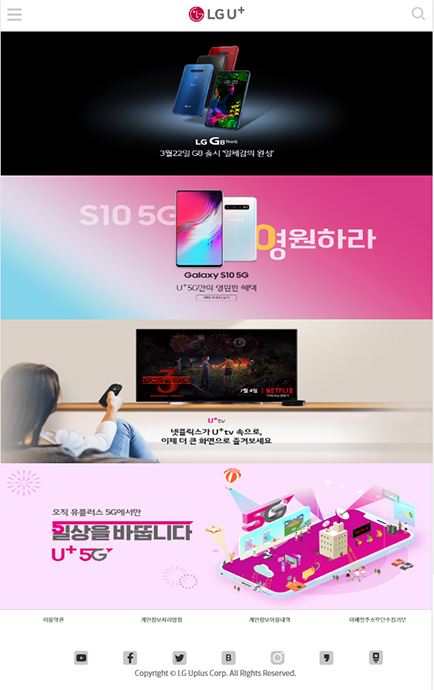 LG U+
LG G8 ThinQ
3월22일 G8 출시 '일체감의 완성'
S10 5G
영원하라
Galaxy S10 5G
U+5G만의 영원한 혜택
3
7월 4일 NETFLIX
U+tv
넷플릭스가 U+tv 속으로,
이제 더 큰 화면으로 즐겨보세요
오직 유플러스 5G에서만
일상을 바꿉니다
U+ 5G
5G
이용약관 개인정보처리방침 개인정보이용내역 이메일주소무단수집거부
Copyright © LG Uplus Corp. All Rights Reserved.